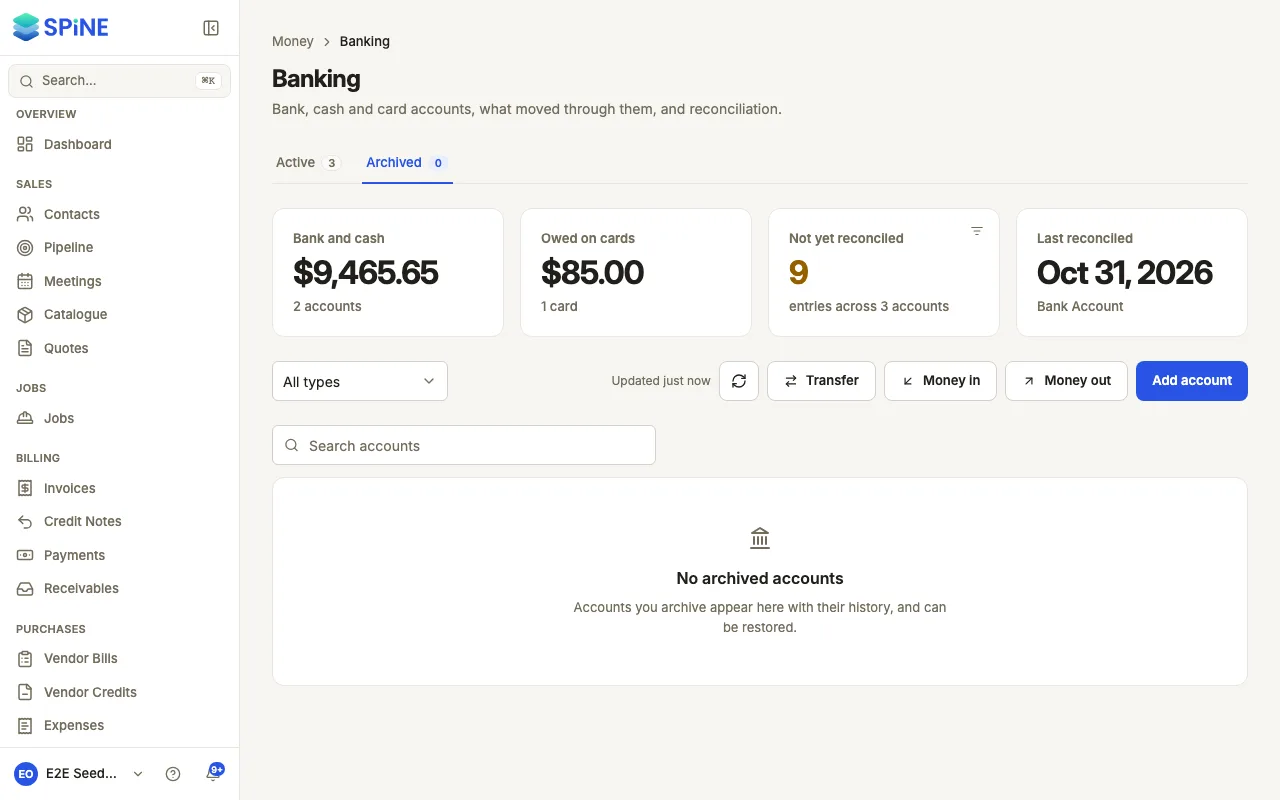 SPiNE
Search...
⌘K
OVERVIEW
Dashboard
SALES
Contacts
Pipeline
Meetings
Catalogue
Quotes
JOBS
Jobs
BILLING
Invoices
Credit Notes
Payments
Receivables
PURCHASES
Vendor Bills
Vendor Credits
Expenses
EO
E2E Seed...
9+
Money
Banking
Banking
Bank, cash and card accounts, what moved through them, and reconciliation.
Active 3
Archived 0
Bank and cash
$9,465.65
2 accounts
Owed on cards
$85.00
1 card
Not yet reconciled
9
entries across 3 accounts
Last reconciled
Oct 31, 2026
Bank Account
All types
Updated just now
Transfer
Money in
Money out
Add account
Search accounts
No archived accounts
Accounts you archive appear here with their history, and can
be restored.